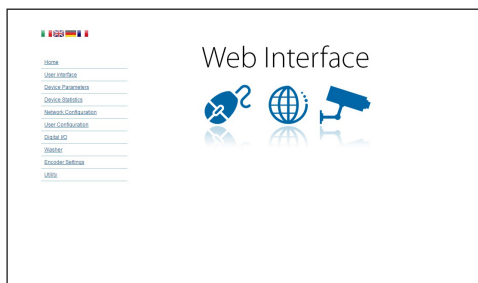 Web Interface
Home
User interface
Device Parameters
Device Statistics
Network Configuration
User Configuration
Digital I/O
Washer
Encoder Settings
Utility